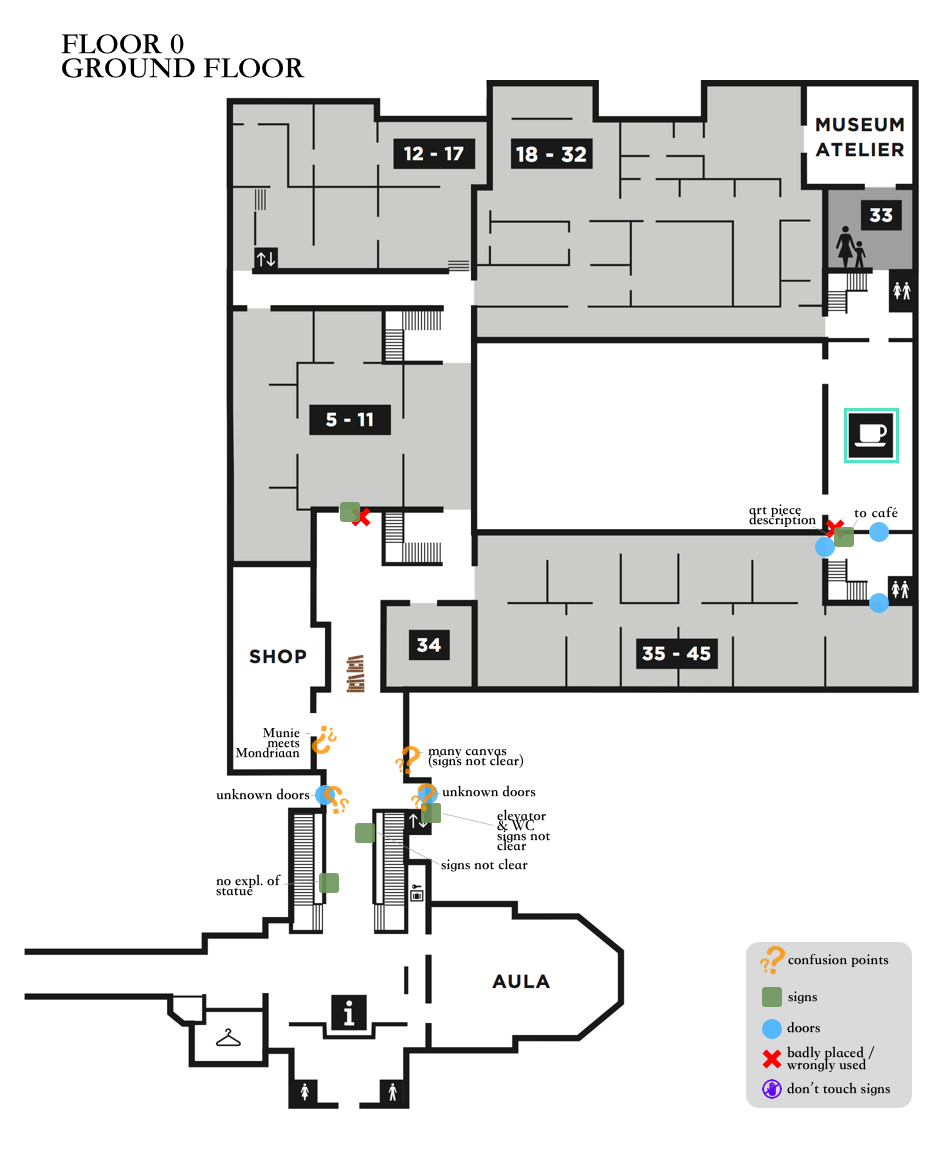 FLOOR 0
GROUND FLOOR
MUSEUM
ATELIER
12 - 17
18 - 32
33
5 - 11
art piece
description
to café
34
35 - 45
SHOP
Munie
meets
Mondriaan
many canvas
(signs not clear)
unknown doors
unknown doors
elevator
& WC
signs not
clear
signs not clear
no expl. of
statue
AULA
i
confusion points
signs
doors
badly placed /
wrongly used
don't touch signs